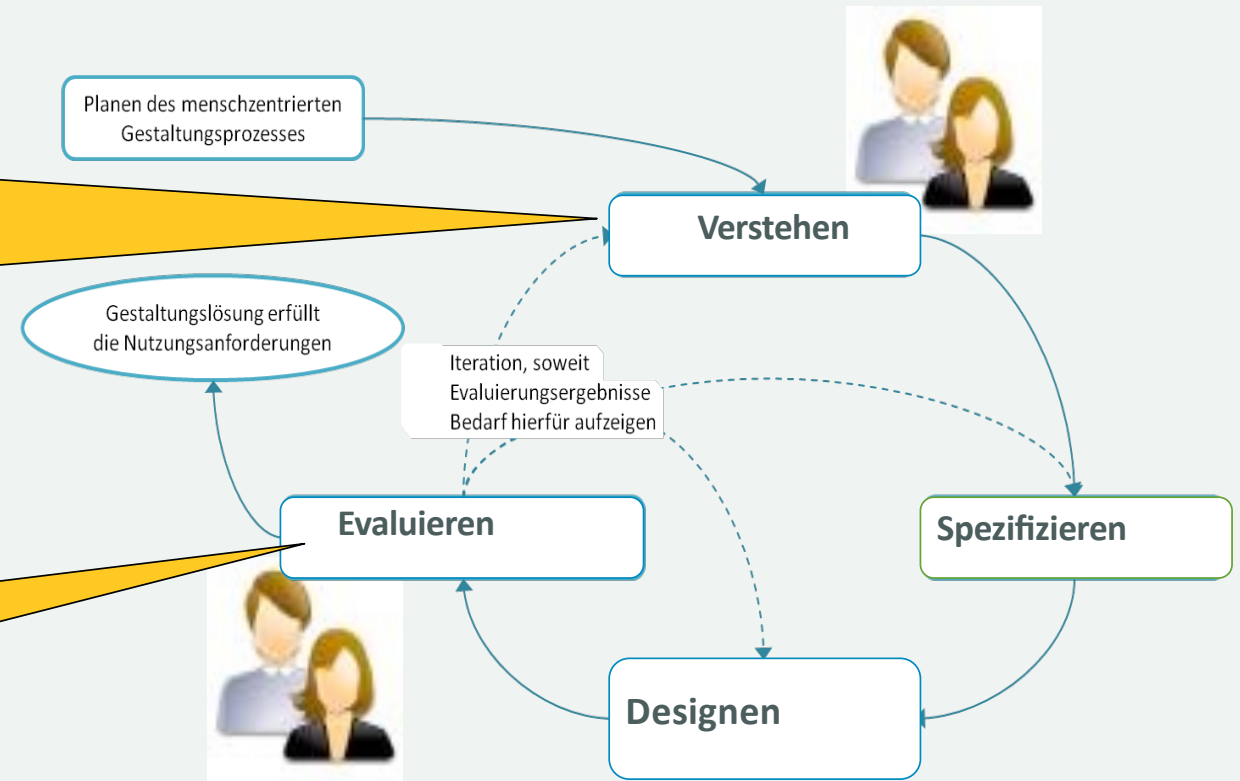 Planen des menschzentrierten
Gestaltungsprozesses
Verstehen
Gestaltungslösung erfüllt
die Nutzungsanforderungen
Iteration, soweit
Evaluierungsergebnisse
Bedarf hierfür aufzeigen
Evaluieren
Spezifizieren
Designen